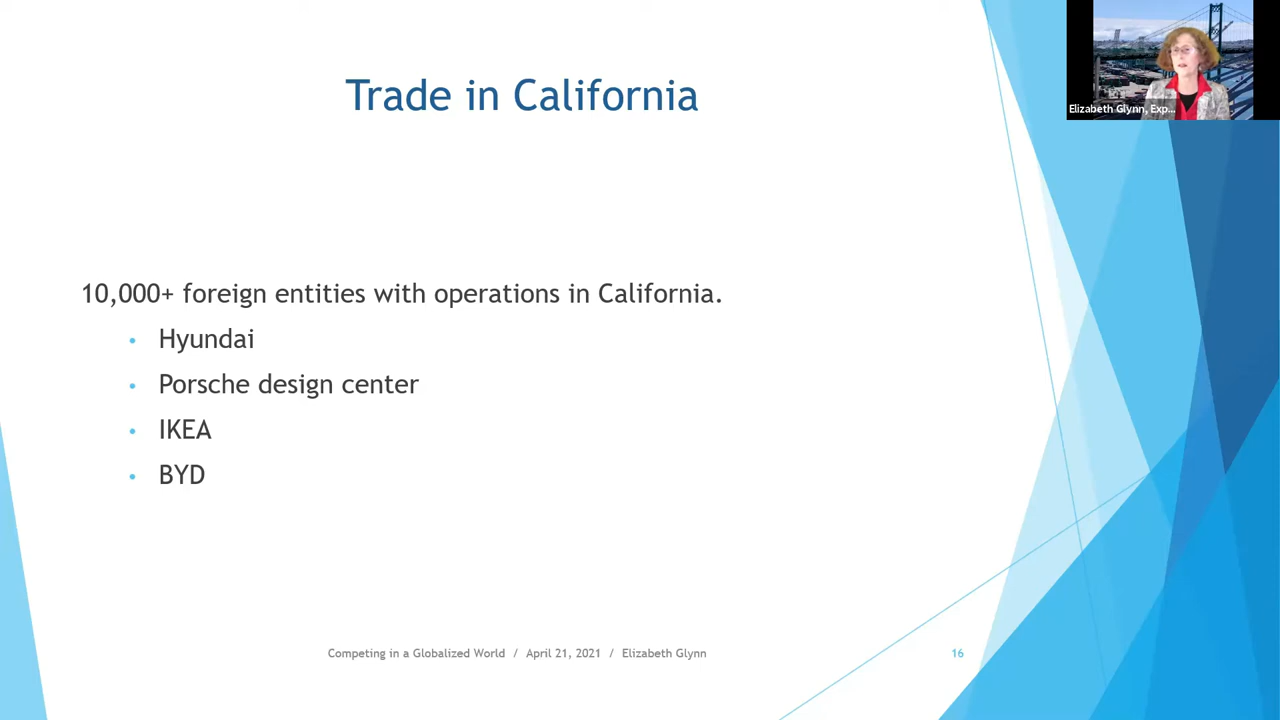 Trade in California
Elizabeth Glynn, Exp...
10,000+ foreign entities with operations in California.
• Hyundai
• Porsche design center
• IKEA
• BYD
Competing in a Globalized World / April 21, 2021 / Elizabeth Glynn
16